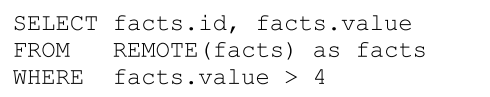 SELECT facts.id, facts.value
FROM   REMOTE(facts) as facts
WHERE  facts.value > 4